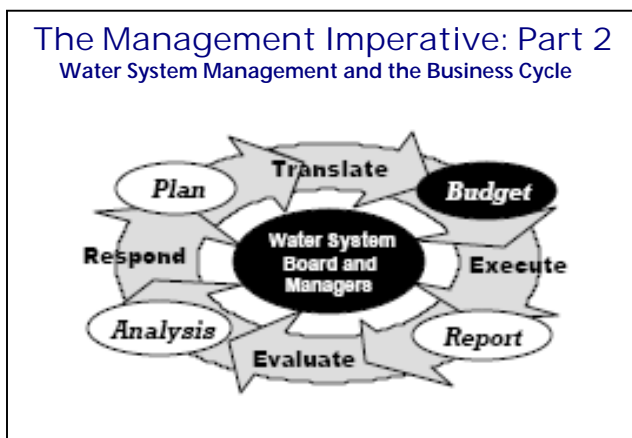 The Management Imperative: Part 2
Water System Management and the Business Cycle
Translate
Plan
Budget
Water System
Board and
Managers
Respond
Execute
Analysis
Report
Evaluate